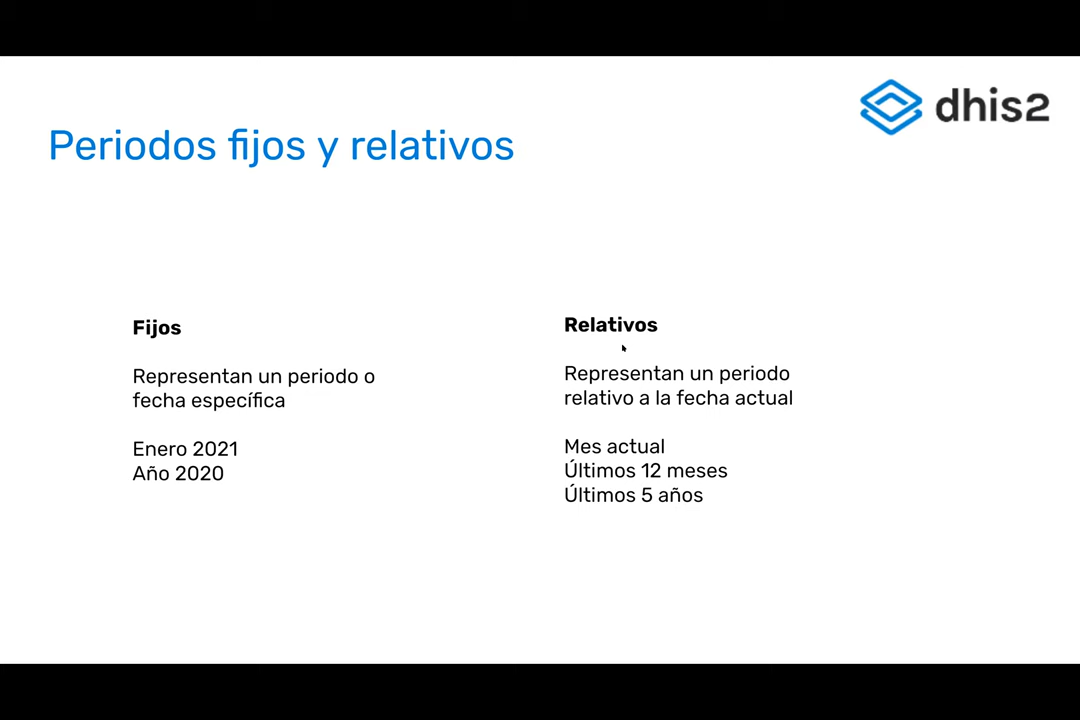 dhis2
Periodos fijos y relativos
Fijos
Representan un periodo o
fecha específica
Enero 2021
Año 2020
Relativos
Representan un periodo
relativo a la fecha actual
Mes actual
Últimos 12 meses
Últimos 5 años